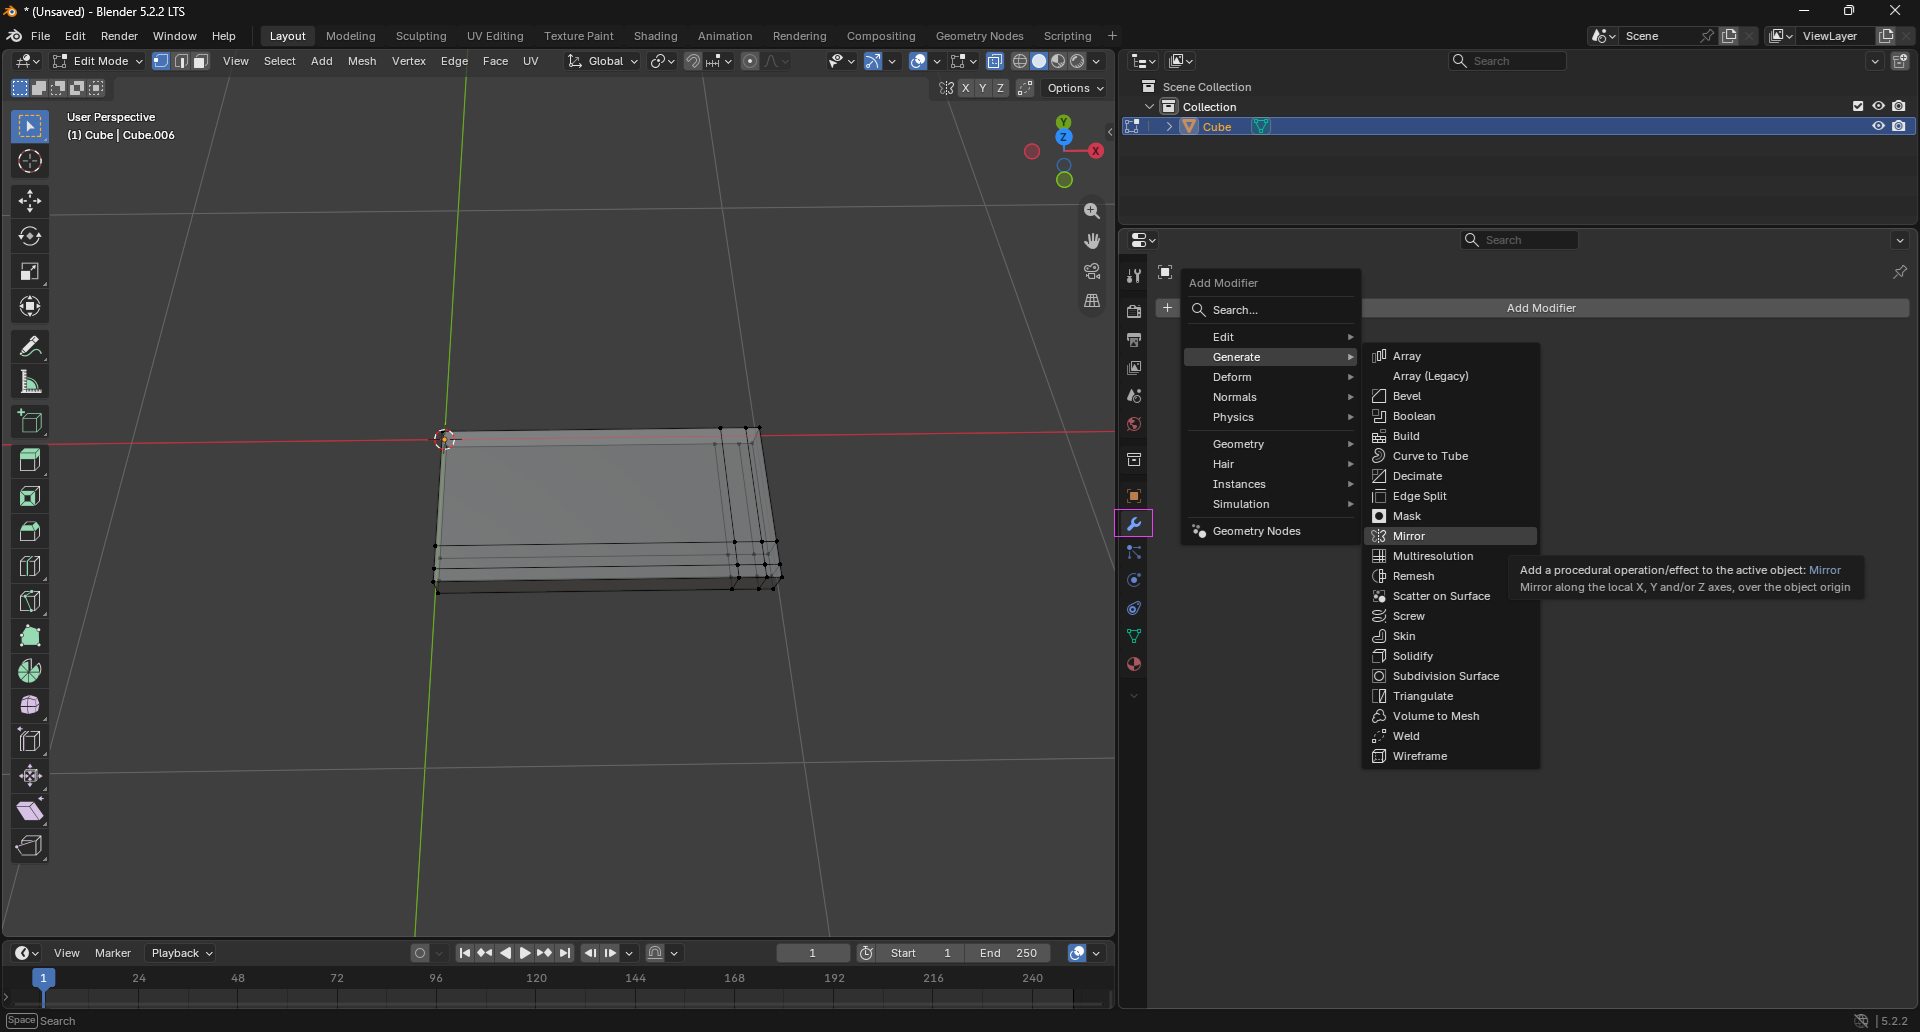 * (Unsaved) - Blender 5.2.2 LTS
File Edit Render Window Help Layout Modeling Sculpting UV Editing Texture Paint Shading Animation Rendering Compositing Geometry Nodes Scripting + Scene ViewLayer
Edit Mode View Select Add Mesh Vertex Edge Face UV Global Search
X Y Z Options
Scene Collection
Collection
Cube
User Perspective
(1) Cube | Cube.006
Y
Z
X
Search
Add Modifier
Search...
Add Modifier
Edit
Generate
Deform
Normals
Physics
Geometry
Hair
Instances
Simulation
Geometry Nodes
Array
Array (Legacy)
Bevel
Boolean
Build
Curve to Tube
Decimate
Edge Split
Mask
Mirror
Multiresolution
Remesh
Scatter on Surface
Screw
Skin
Solidify
Subdivision Surface
Triangulate
Volume to Mesh
Weld
Wireframe
Add a procedural operation/effect to the active object: Mirror
Mirror along the local X, Y and/or Z axes, over the object origin
View Marker Playback 1 Start 1 End 250
1 24 48 72 96 120 144 168 192 216 240
Space Search 5.2.2